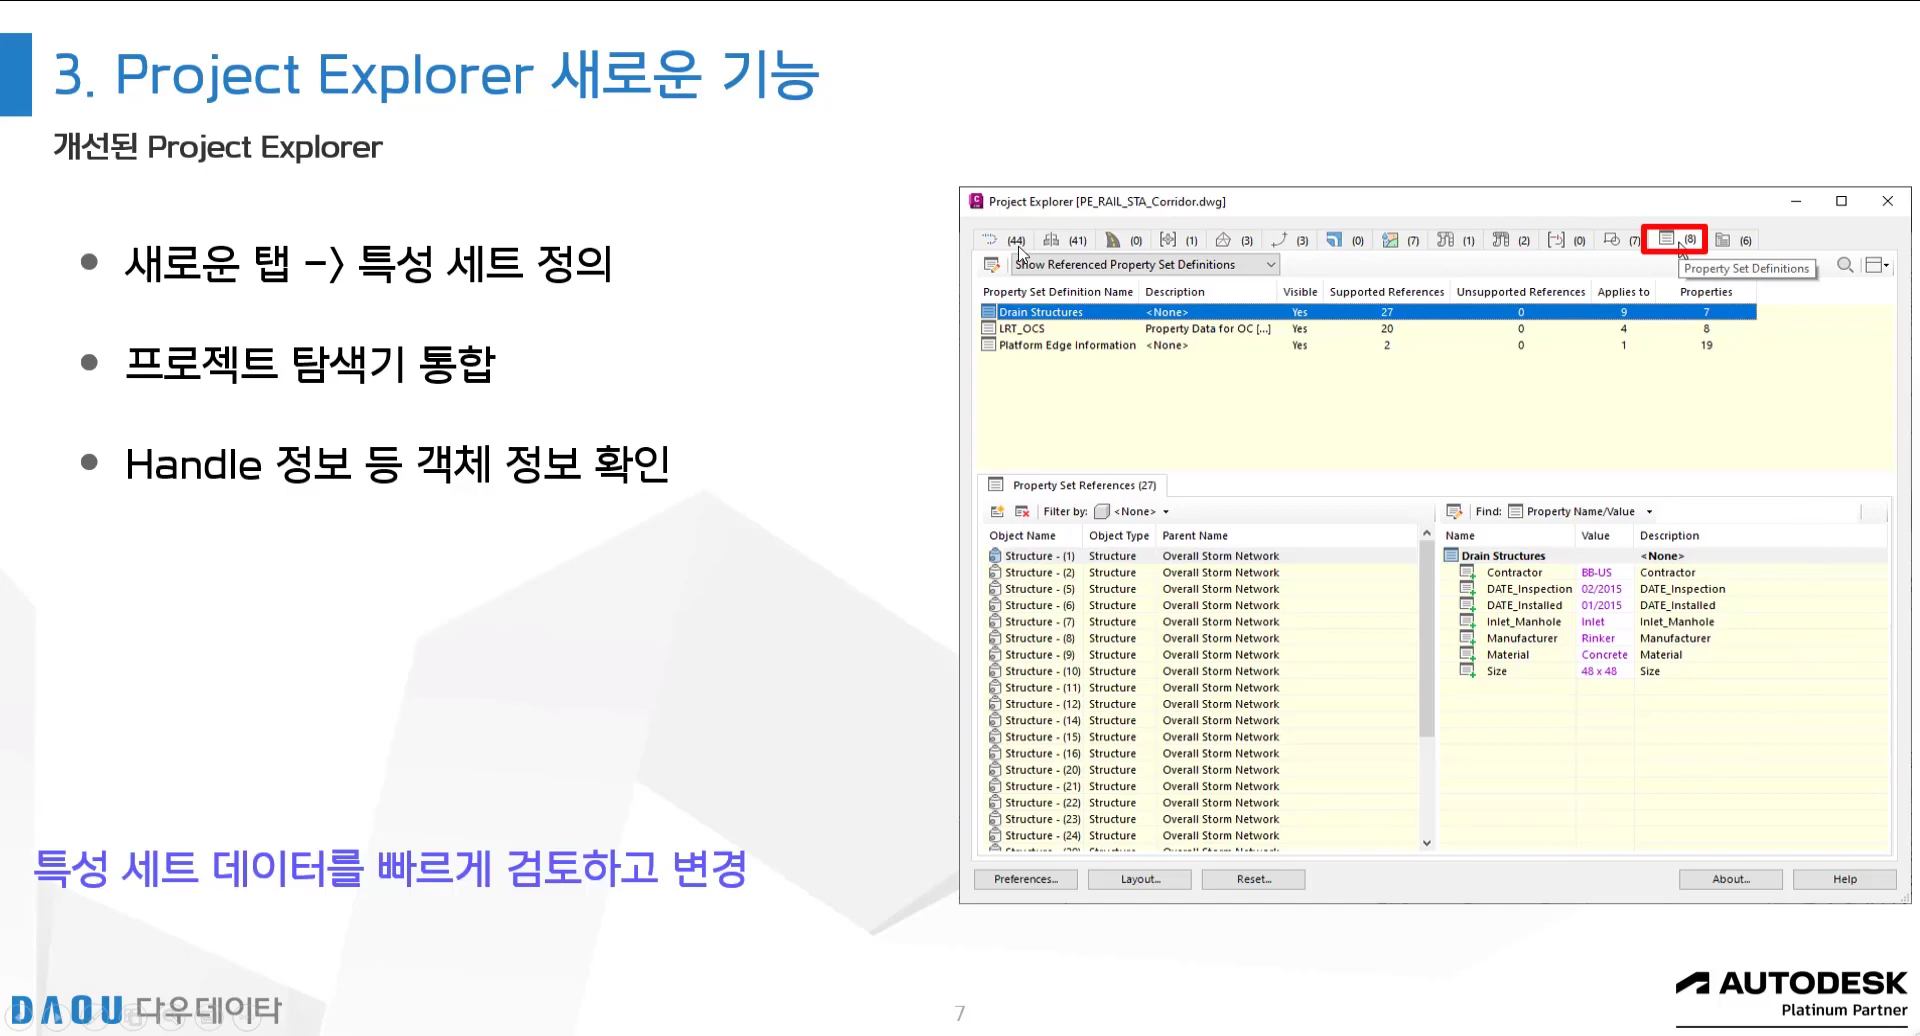 3. Project Explorer 새로운 기능
개선된 Project Explorer
새로운 탭 -> 특성 세트 정의
프로젝트 탐색기 통합
Handle 정보 등 객체 정보 확인
특성 세트 데이터를 빠르게 검토하고 변경
Project Explorer [PE_RAIL_STA_Corridor.dwg]
(44) (41) (0) (1) (3) (3) (0) (7) (1) (2) (0) (7) (8) (6)
Show Referenced Property Set Definitions
Property Set Definitions
Property Set Definition Name Description Visible Supported References Unsupported References Applies to Properties
Drain Structures <None> Yes 27 0 9 7
LRT_OCS Property Data for OC [...] Yes 20 0 4 8
Platform Edge Information <None> Yes 2 0 1 19
Property Set References (27)
Filter by: <None>
Object Name Object Type Parent Name
Structure - (1) Structure Overall Storm Network
Structure - (2) Structure Overall Storm Network
Structure - (5) Structure Overall Storm Network
Structure - (6) Structure Overall Storm Network
Structure - (7) Structure Overall Storm Network
Structure - (8) Structure Overall Storm Network
Structure - (9) Structure Overall Storm Network
Structure - (10) Structure Overall Storm Network
Structure - (11) Structure Overall Storm Network
Structure - (12) Structure Overall Storm Network
Structure - (14) Structure Overall Storm Network
Structure - (15) Structure Overall Storm Network
Structure - (16) Structure Overall Storm Network
Structure - (20) Structure Overall Storm Network
Structure - (21) Structure Overall Storm Network
Structure - (22) Structure Overall Storm Network
Structure - (23) Structure Overall Storm Network
Structure - (24) Structure Overall Storm Network
Find: Property Name/Value
Name Value Description
Drain Structures <None>
Contractor BB-US Contractor
DATE_Inspection 02/2015 DATE_Inspection
DATE_Installed 01/2015 DATE_Installed
Inlet_Manhole Inlet Inlet_Manhole
Manufacturer Rinker Manufacturer
Material Concrete Material
Size 48 x 48 Size
Preferences... Layout... Reset... About... Help
DAOU 다우데이타
7
AUTODESK
Platinum Partner